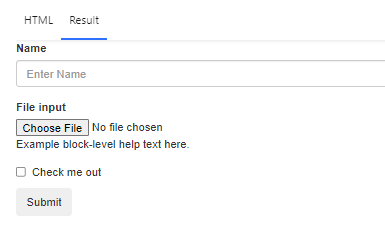 HTML Result
Name
Enter Name
File input
Choose File No file chosen
Example block-level help text here.
Check me out
Submit